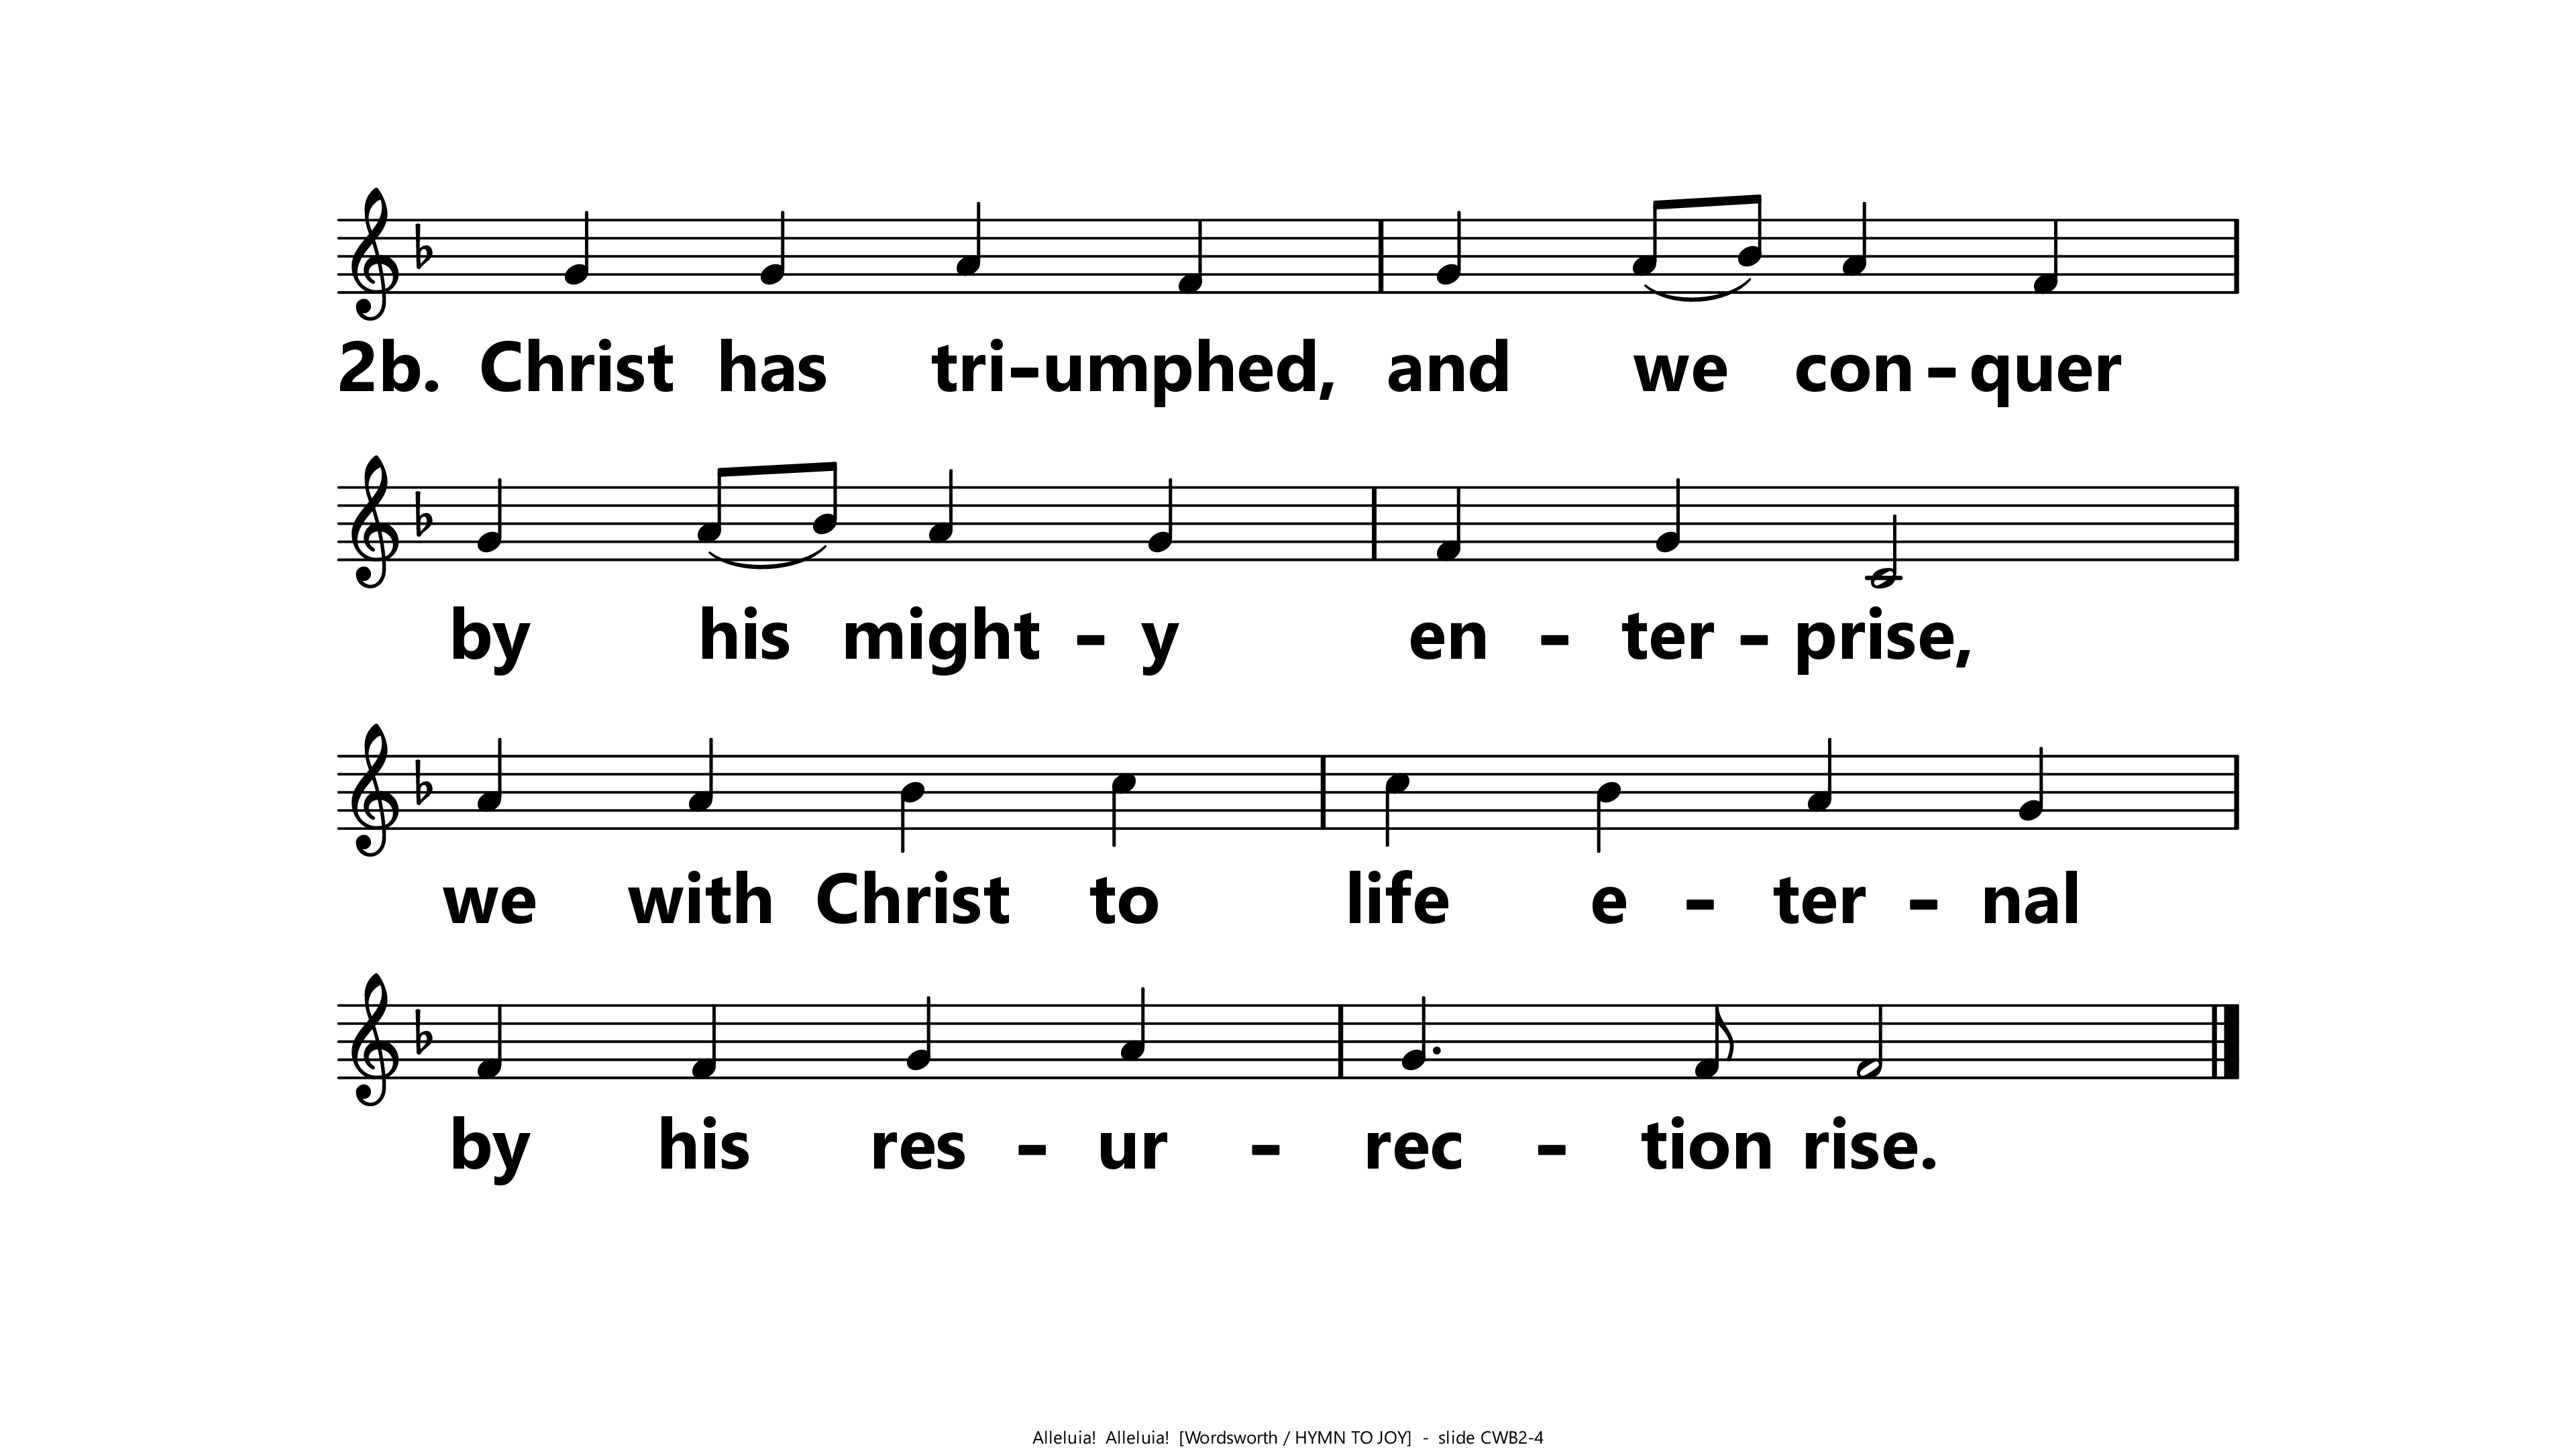 2b. Christ has tri-umphed, and we con-quer
by his might-y en-ter-prise,
we with Christ to life e-ter-nal
by his res-ur-rec-tion rise.
Alleluia! Alleluia! [Wordsworth / HYMN TO JOY] - slide CWB2-4